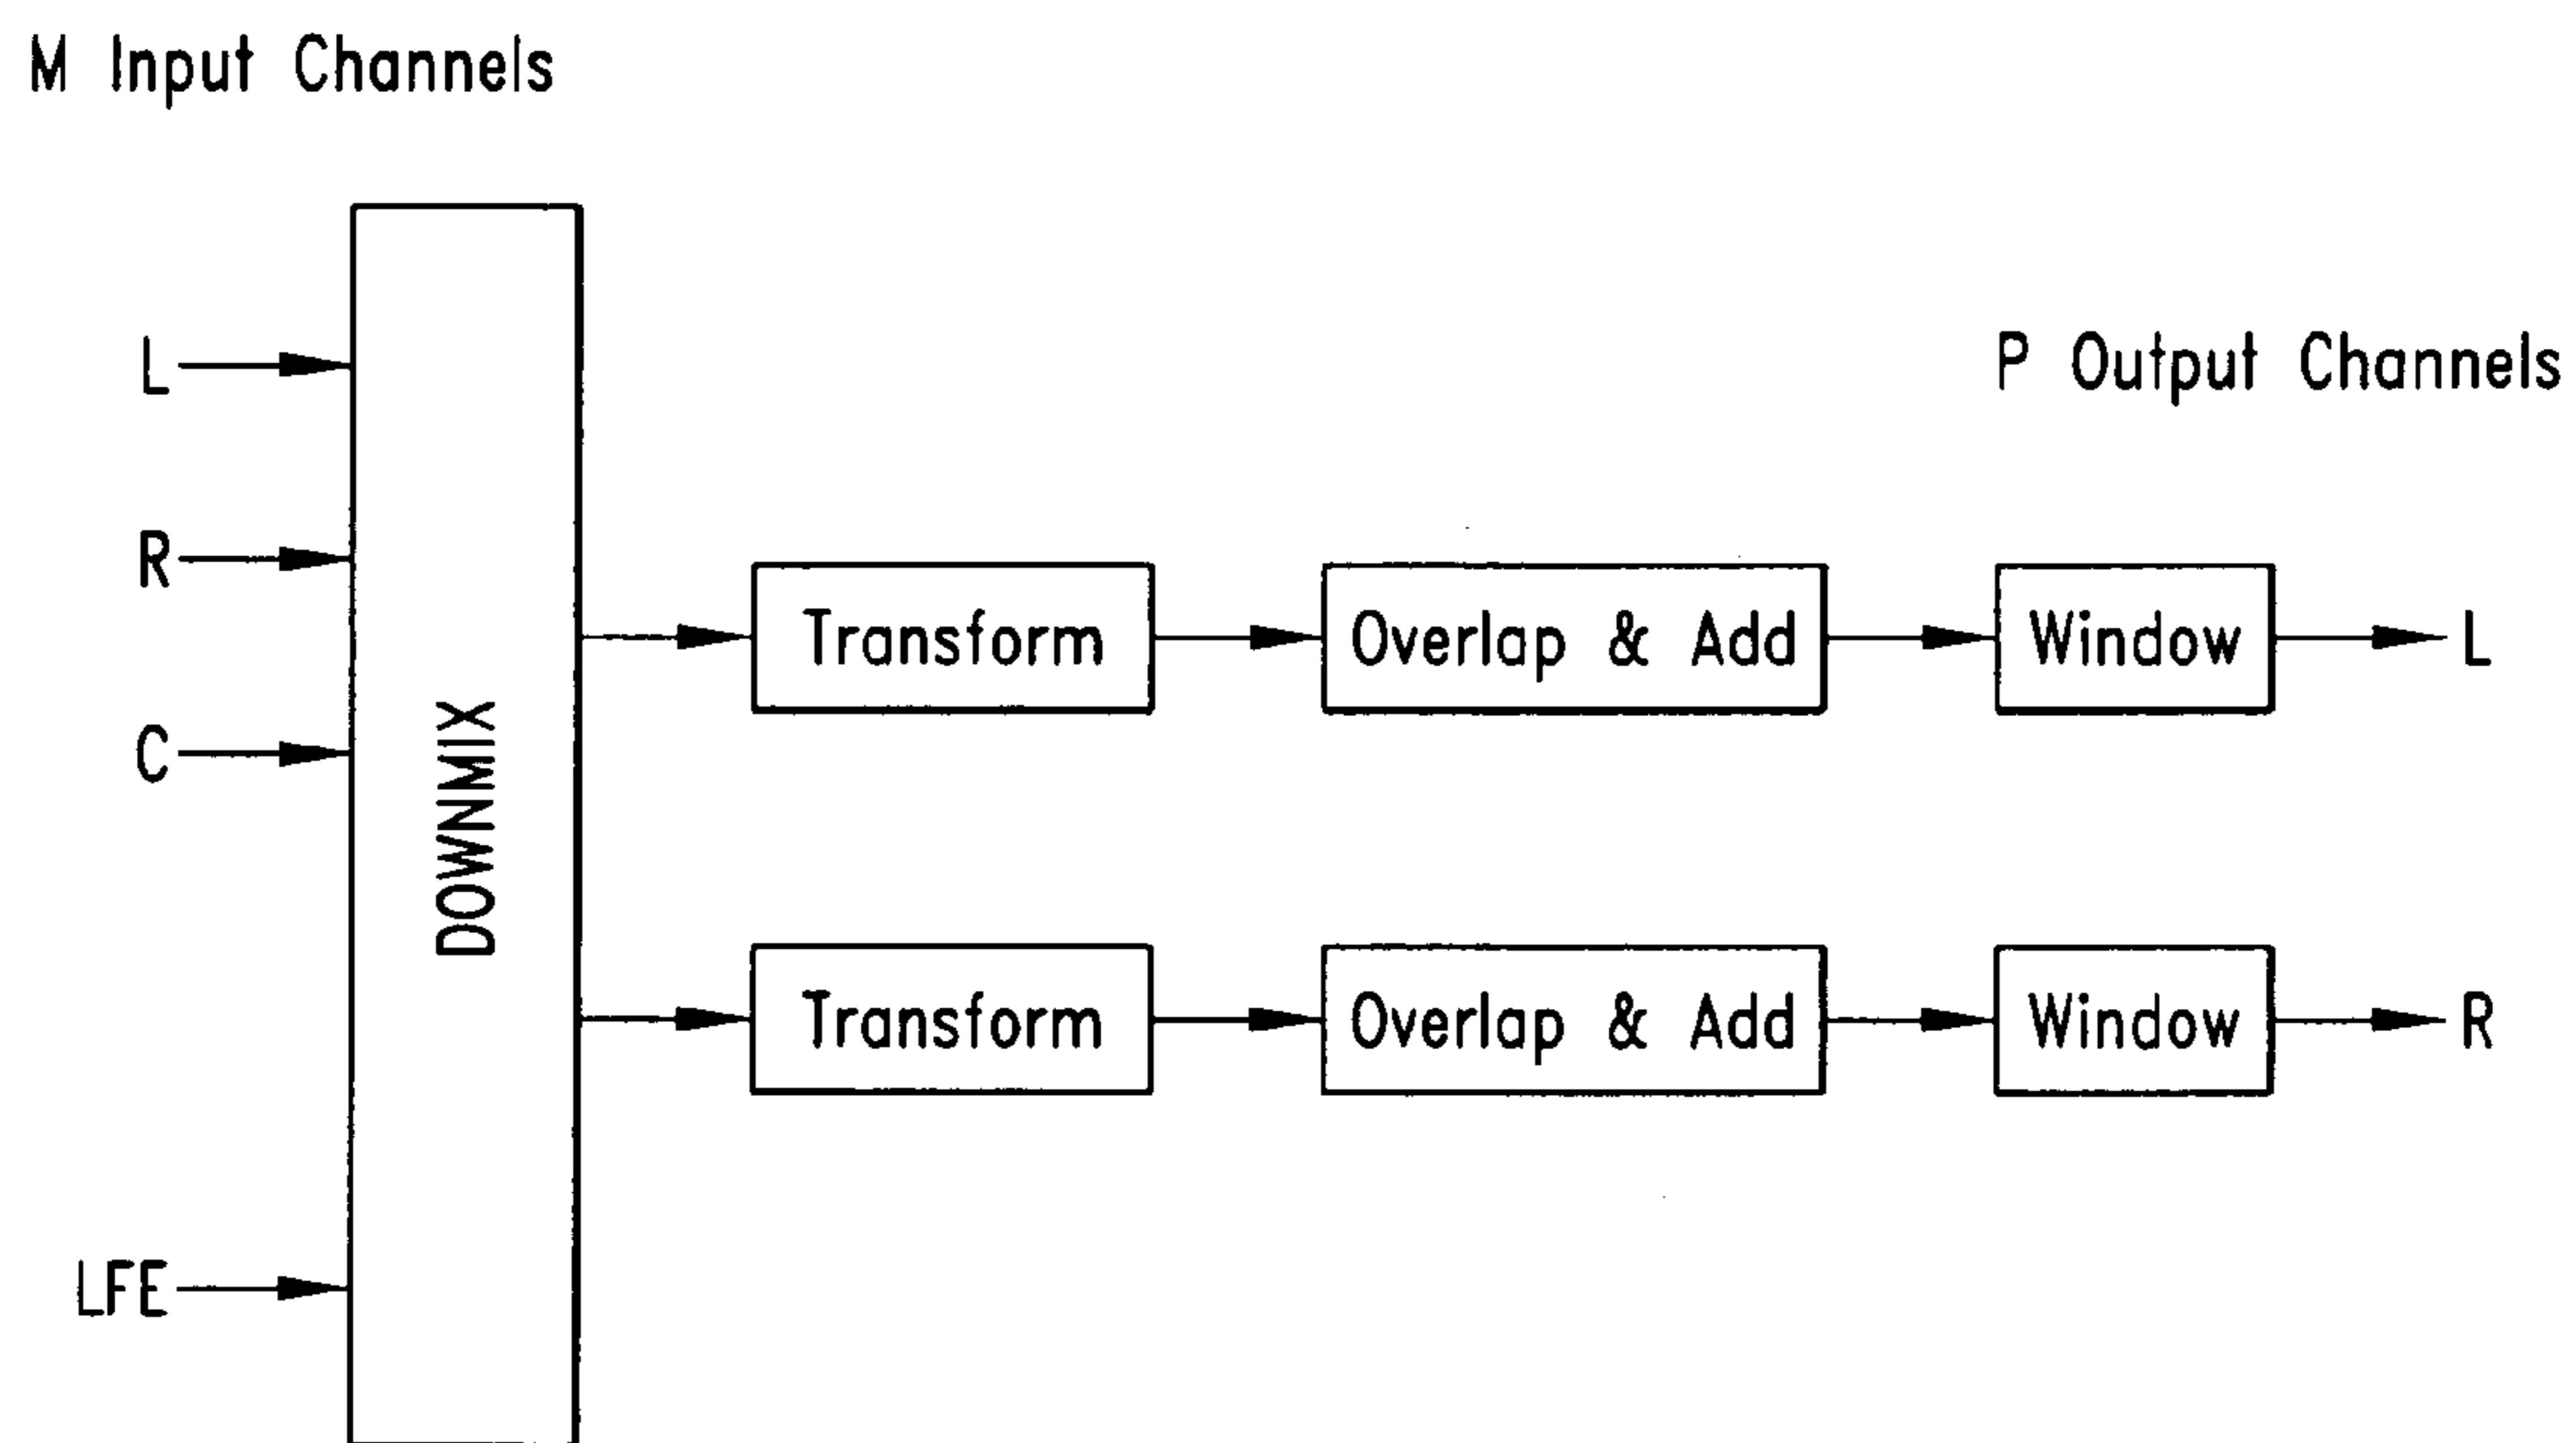 M Input Channels
P Output Channels
L
R
C
LFE
DOWNMIX
Transform
Overlap & Add
Window
L
Transform
Overlap & Add
Window
R